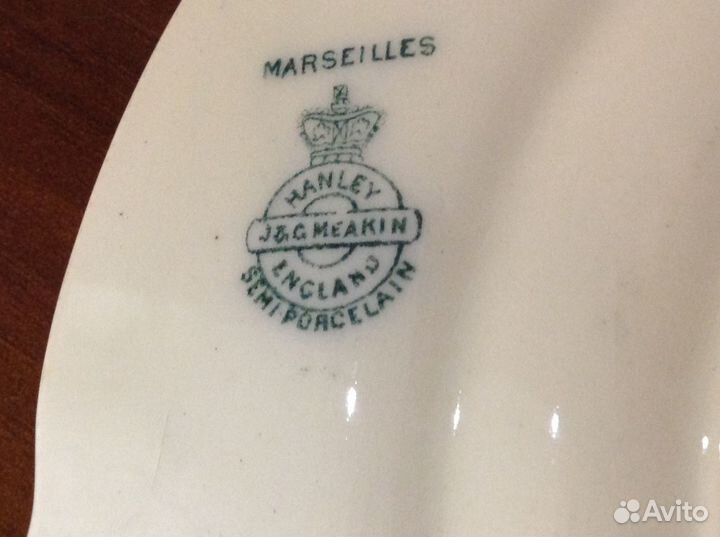 MARSEILLES
HANLEY
J & G MEAKIN
ENGLAND
SEMI PORCELAIN
Avito